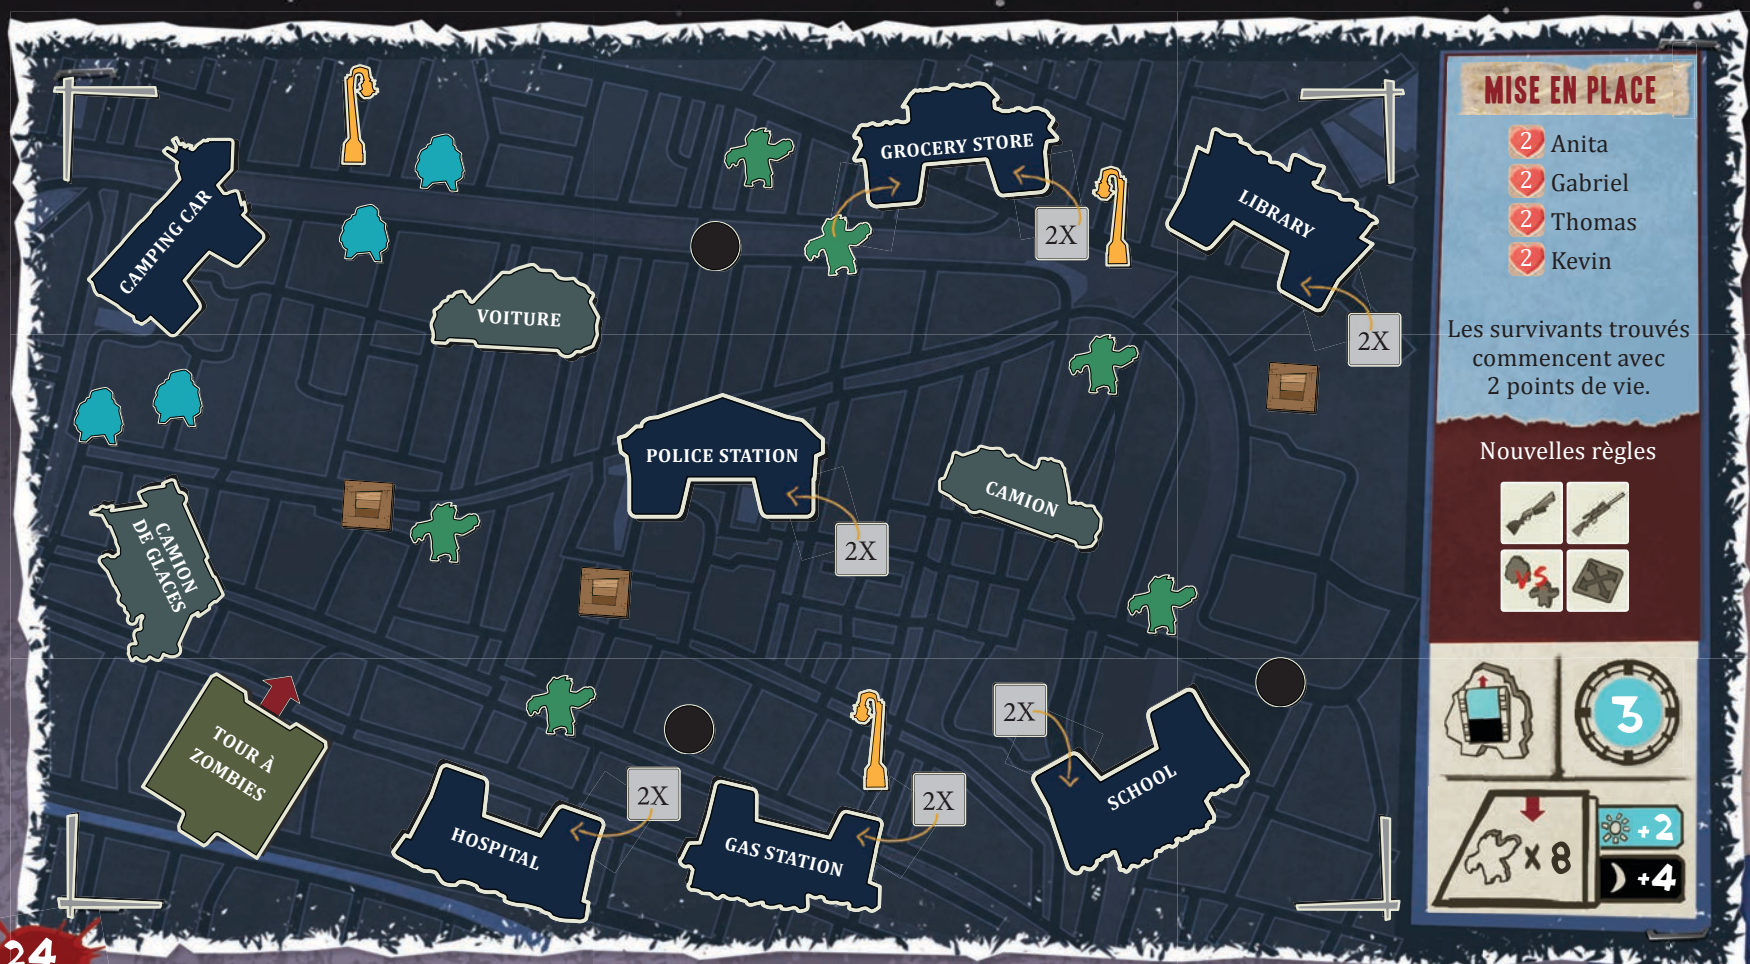 GROCERY STORE
LIBRARY
CAMPING CAR
2X
2X
VOITURE
POLICE STATION
CAMION
2X
CAMION
DE GLACES
TOUR À
ZOMBIES
2X
2X
2X
SCHOOL
HOSPITAL
GAS STATION
24
MISE EN PLACE
2 Anita
2 Gabriel
2 Thomas
2 Kevin
Les survivants trouvés
commencent avec
2 points de vie.
Nouvelles règles
VS
3
x 8
+2
+4